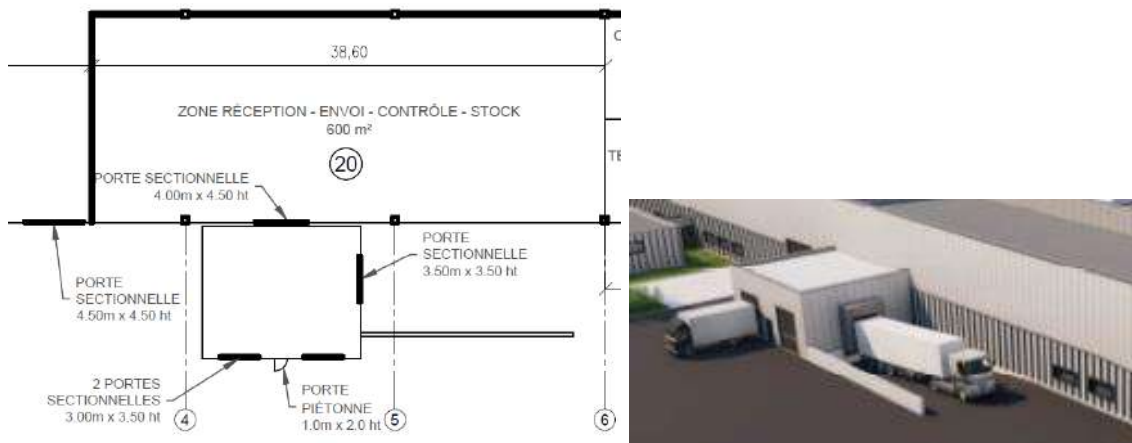 38,60
ZONE RÉCEPTION - ENVOI - CONTRÔLE - STOCK
600 m²
20
PORTE SECTIONNELLE
4.00m x 4.50 ht
PORTE
SECTIONNELLE
3.50m x 3.50 ht
PORTE
SECTIONNELLE
4.50m x 4.50 ht
2 PORTES
SECTIONNELLES
3.00m x 3.50 ht
PORTE
PIÉTONNE
1.0m x 2.0 ht
4
5
6